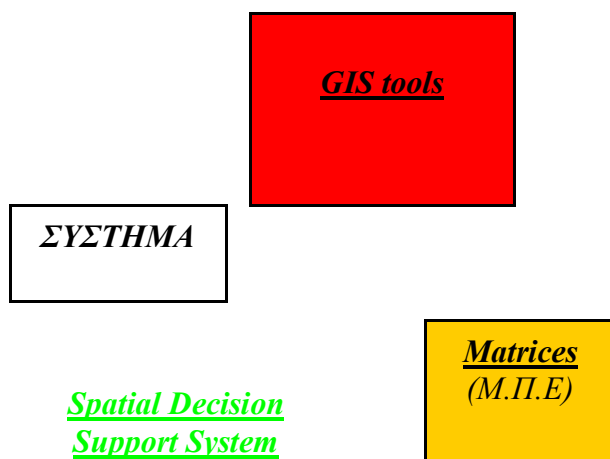 GIS tools
ΣΥΣΤΗΜΑ
Matrices
(Μ.Π.Ε)
Spatial Decision
Support System